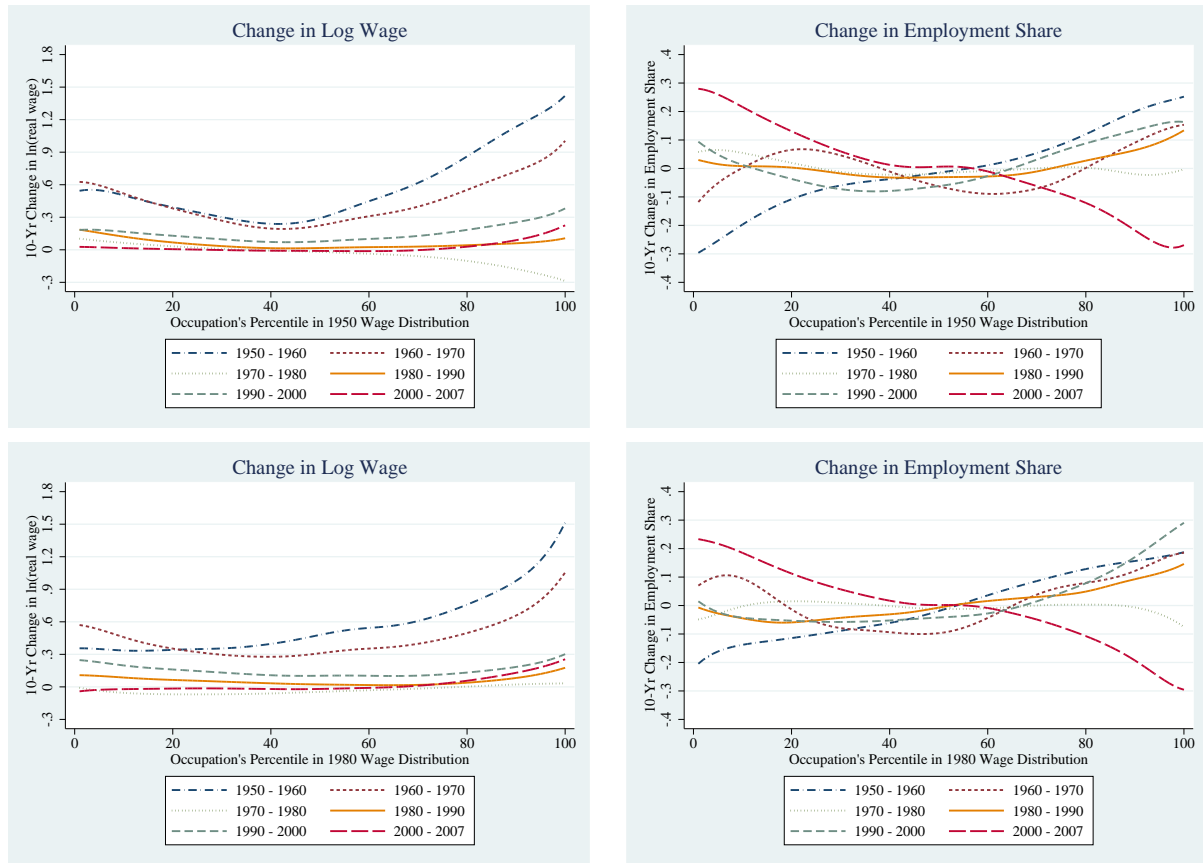 Change in Log Wage
10-Yr Change in ln(real wage)
1.8
1.5
1.2
.9
.6
.3
0
-.3
0 20 40 60 80 100
Occupation's Percentile in 1950 Wage Distribution
1950 - 1960 1960 - 1970
1970 - 1980 1980 - 1990
1990 - 2000 2000 - 2007
Change in Employment Share
10-Yr Change in Employment Share
.4
.3
.2
.1
0
-.1
-.2
-.3
-.4
0 20 40 60 80 100
Occupation's Percentile in 1950 Wage Distribution
1950 - 1960 1960 - 1970
1970 - 1980 1980 - 1990
1990 - 2000 2000 - 2007
Change in Log Wage
10-Yr Change in ln(real wage)
1.8
1.5
1.2
.9
.6
.3
0
-.3
0 20 40 60 80 100
Occupation's Percentile in 1980 Wage Distribution
1950 - 1960 1960 - 1970
1970 - 1980 1980 - 1990
1990 - 2000 2000 - 2007
Change in Employment Share
10-Yr Change in Employment Share
.4
.3
.2
.1
0
-.1
-.2
-.3
-.4
0 20 40 60 80 100
Occupation's Percentile in 1980 Wage Distribution
1950 - 1960 1960 - 1970
1970 - 1980 1980 - 1990
1990 - 2000 2000 - 2007